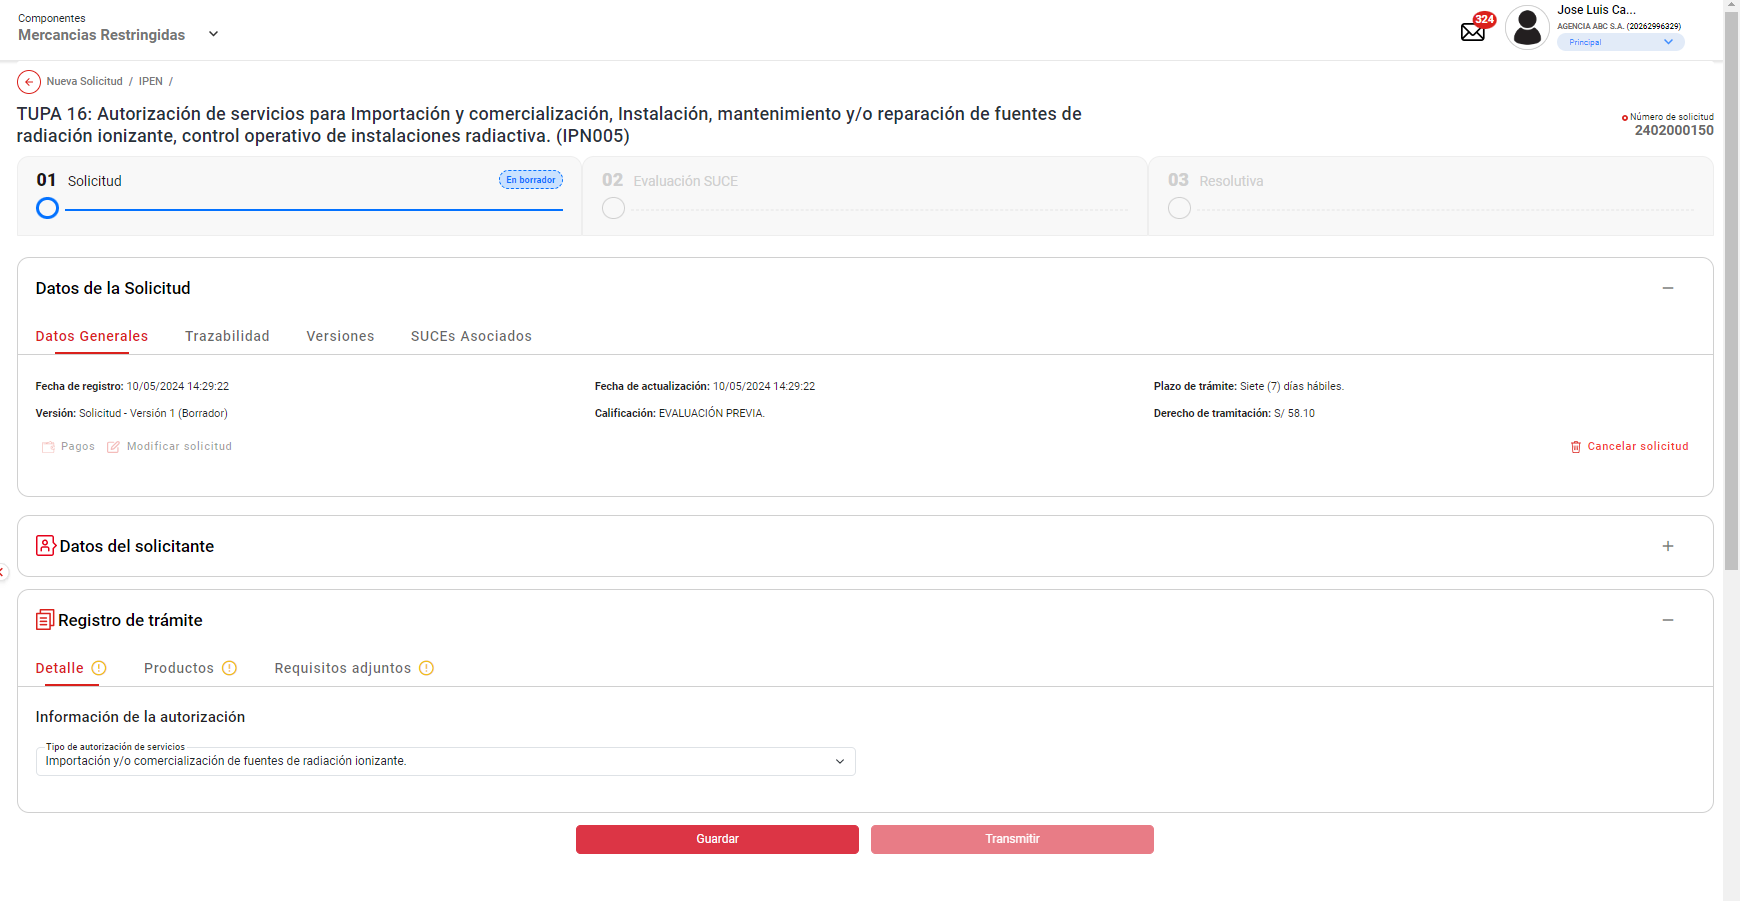 Componentes
Mercancias Restringidas
324
Jose Luis Ca...
AGENCIA ABC S.A. (20262996329)
Principal
Nueva Solicitud / IPEN /
TUPA 16: Autorización de servicios para Importación y comercialización, Instalación, mantenimiento y/o reparación de fuentes de
radiación ionizante, control operativo de instalaciones radiactiva. (IPN005)
Número de solicitud
2402000150
01 Solicitud En borrador
02 Evaluación SUCE
03 Resolutiva
Datos de la Solicitud
Datos Generales Trazabilidad Versiones SUCEs Asociados
Fecha de registro: 10/05/2024 14:29:22 Fecha de actualización: 10/05/2024 14:29:22 Plazo de trámite: Siete (7) días hábiles.
Versión: Solicitud - Versión 1 (Borrador) Calificación: EVALUACIÓN PREVIA. Derecho de tramitación: S/ 58.10
Pagos Modificar solicitud Cancelar solicitud
Datos del solicitante
Registro de trámite
Detalle Productos Requisitos adjuntos
Información de la autorización
Tipo de autorización de servicios
Importación y/o comercialización de fuentes de radiación ionizante.
Guardar Transmitir